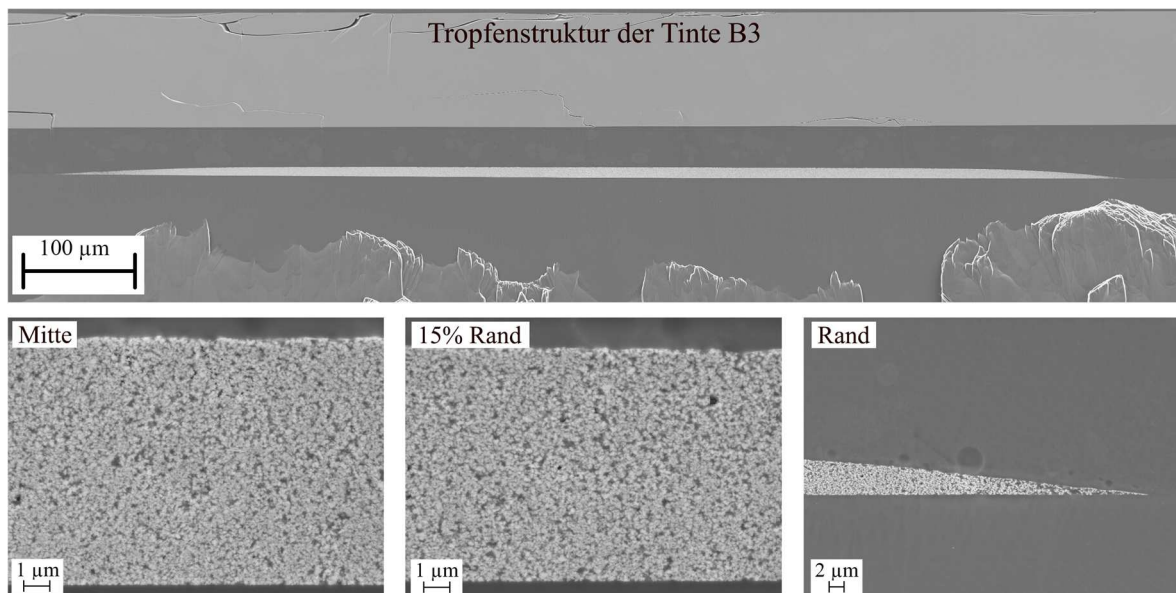 Tropfenstruktur der Tinte B3
100 µm
Mitte
15% Rand
Rand
1 µm
1 µm
2 µm